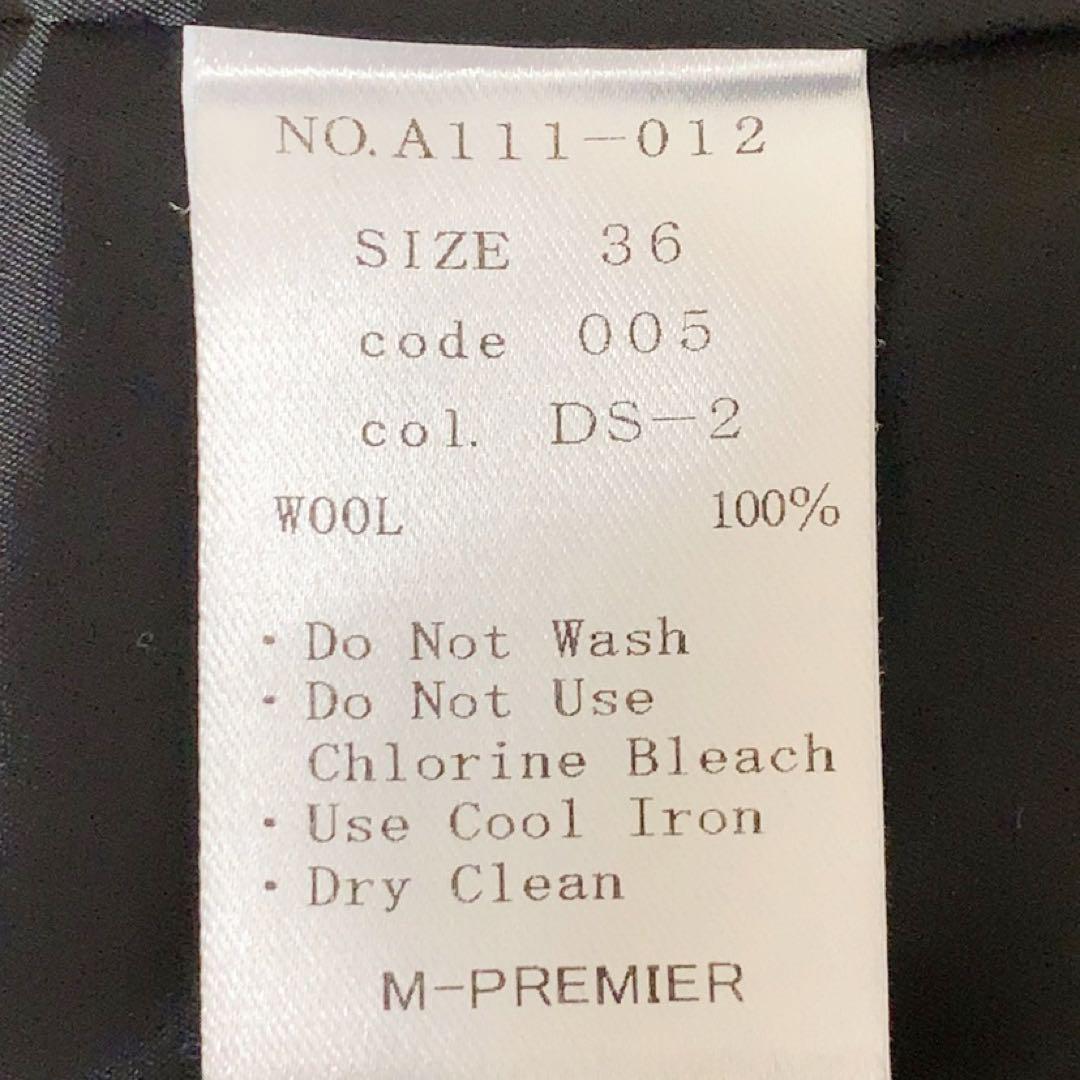 NO. A111-012
SIZE 36
code 005
col. DS-2
WOOL 100%
・Do Not Wash
・Do Not Use
Chlorine Bleach
・Use Cool Iron
・Dry Clean
M-PREMIER